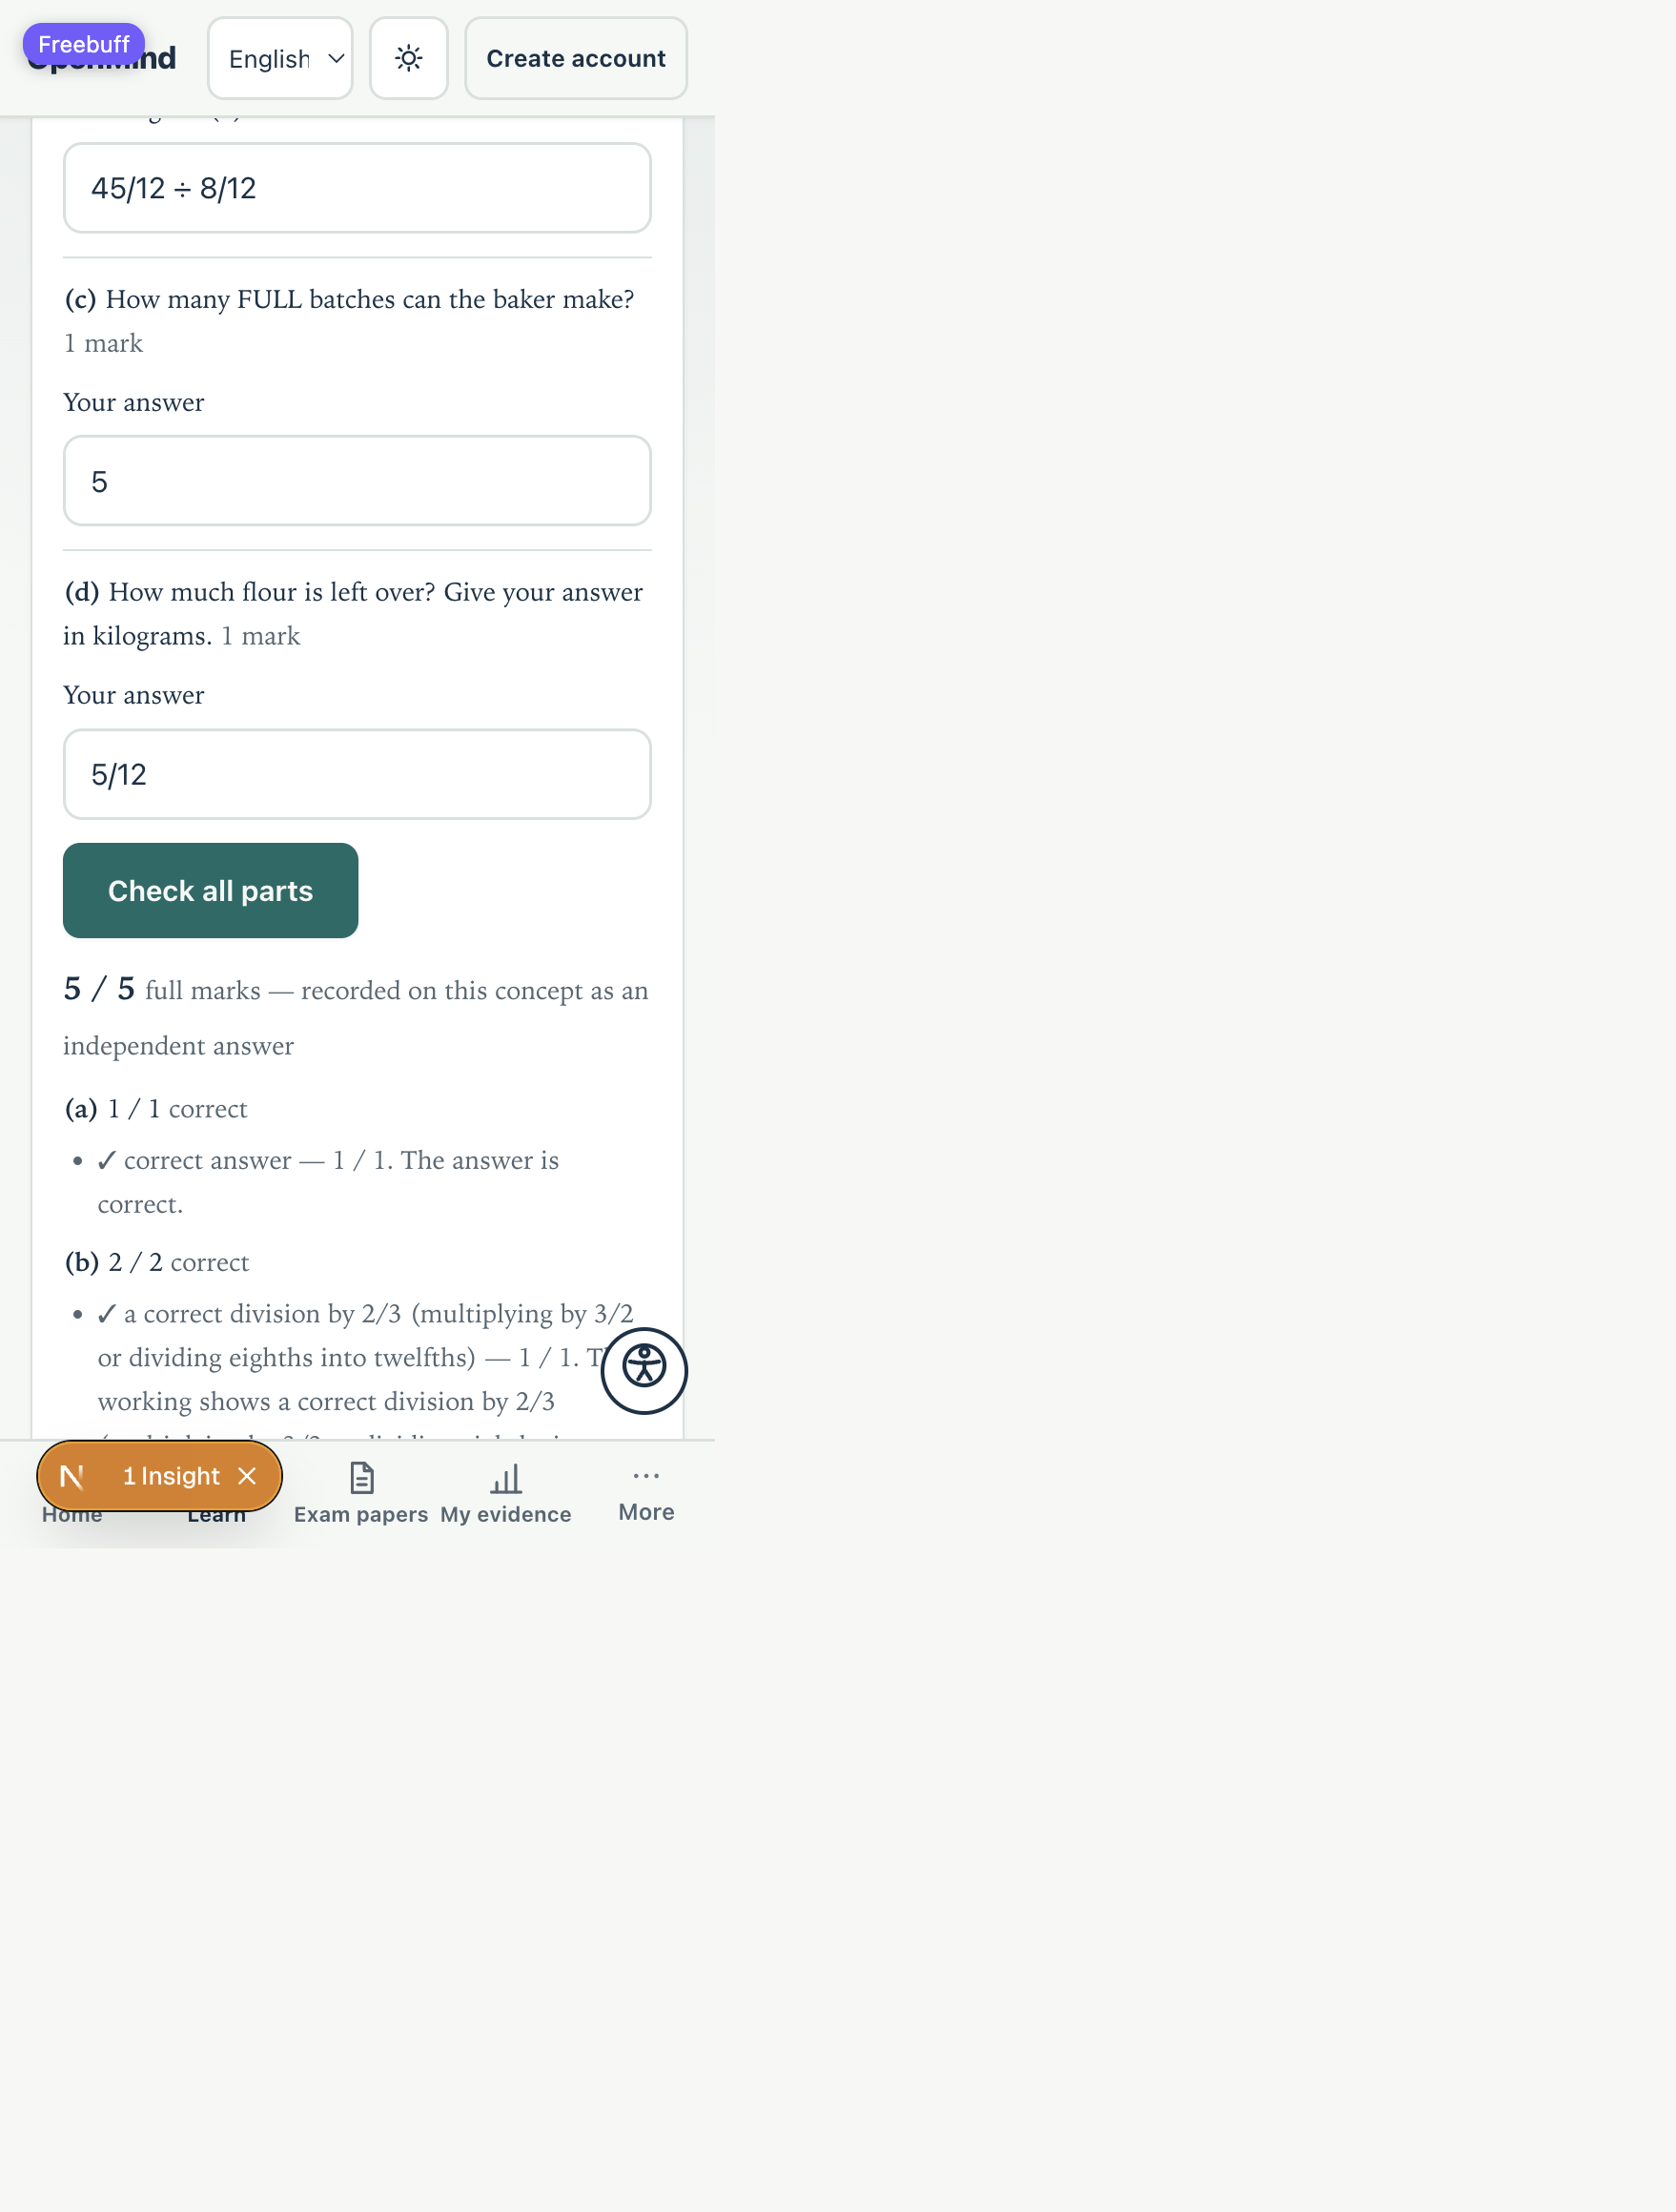 Freebuff
English
Create account
45/12 ÷ 8/12
(c) How many FULL batches can the baker make?
1 mark
Your answer
5
(d) How much flour is left over? Give your answer
in kilograms. 1 mark
Your answer
5/12
Check all parts
5 / 5 full marks — recorded on this concept as an
independent answer
(a) 1 / 1 correct
• ✓ correct answer — 1 / 1. The answer is
correct.
(b) 2 / 2 correct
• ✓ a correct division by 2/3 (multiplying by 3/2
or dividing eighths into twelfths) — 1 / 1.
working shows a correct division by 2/3
1 Insight
Home
Learn
Exam papers
My evidence
More